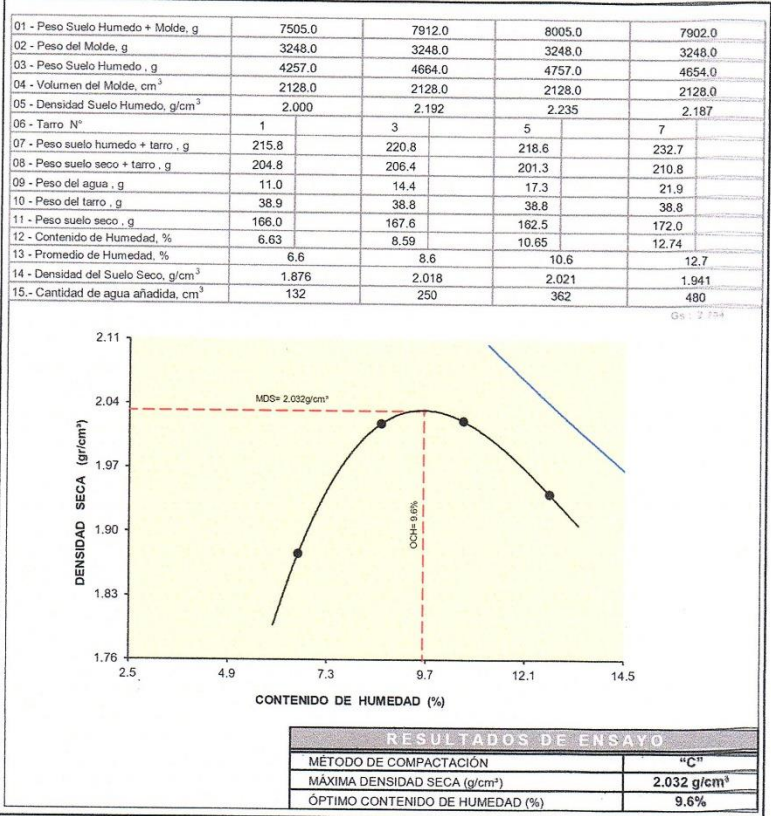 01 - Peso Suelo Humedo + Molde, g 7505.0 7912.0 8005.0 7902.0
02 - Peso del Molde, g 3248.0 3248.0 3248.0 3248.0
03 - Peso Suelo Humedo , g 4257.0 4664.0 4757.0 4654.0
04 - Volumen del Molde, cm³ 2128.0 2128.0 2128.0 2128.0
05 - Densidad Suelo Humedo, g/cm³ 2.000 2.192 2.235 2.187
06 - Tarro N° 1 3 5 7
07 - Peso suelo humedo + tarro , g 215.8 220.8 218.6 232.7
08 - Peso suelo seco + tarro , g 204.8 206.4 201.3 210.8
09 - Peso del agua , g 11.0 14.4 17.3 21.9
10 - Peso del tarro , g 38.9 38.8 38.8 38.8
11 - Peso suelo seco , g 166.0 167.6 162.5 172.0
12 - Contenido de Humedad, % 6.63 8.59 10.65 12.74
13 - Promedio de Humedad, % 6.6 8.6 10.6 12.7
14 - Densidad del Suelo Seco, g/cm³ 1.876 2.018 2.021 1.941
15.- Cantidad de agua añadida, cm³ 132 250 362 480
Gs :
2.11
2.04
1.97
1.90
1.83
1.76
DENSIDAD SECA (gr/cm³)
MDS= 2.032g/cm³
OCH= 9.6%
2.5 4.9 7.3 9.7 12.1 14.5
CONTENIDO DE HUMEDAD (%)
RESULTADOS DE ENSAYO
MÉTODO DE COMPACTACIÓN "C"
MÁXIMA DENSIDAD SECA (g/cm³) 2.032 g/cm³
ÓPTIMO CONTENIDO DE HUMEDAD (%) 9.6%